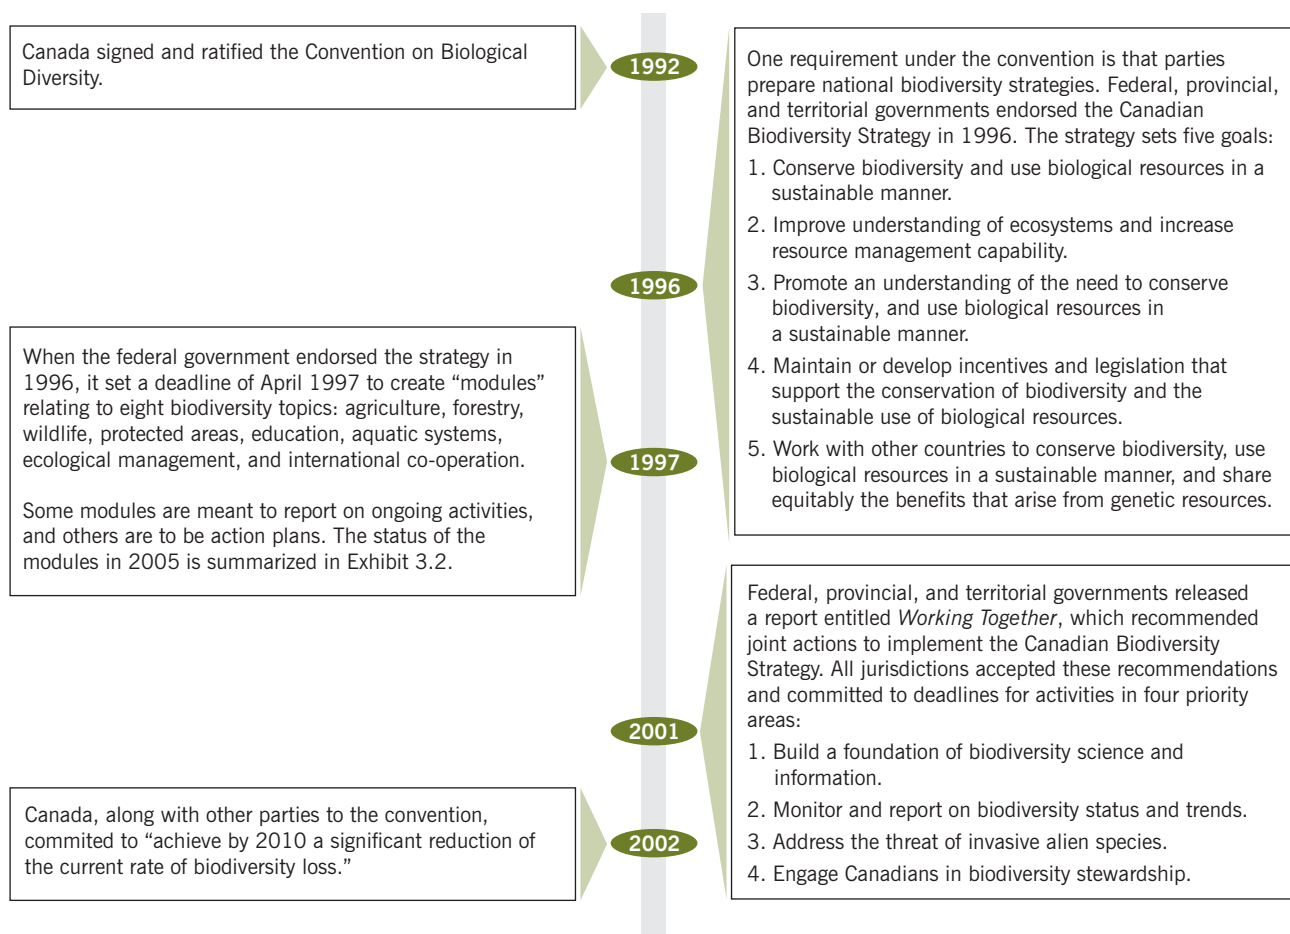 Canada signed and ratified the Convention on Biological
Diversity.
1992
One requirement under the convention is that parties
prepare national biodiversity strategies. Federal, provincial,
and territorial governments endorsed the Canadian
Biodiversity Strategy in 1996. The strategy sets five goals:
1. Conserve biodiversity and use biological resources in a
sustainable manner.
2. Improve understanding of ecosystems and increase
resource management capability.
3. Promote an understanding of the need to conserve
biodiversity, and use biological resources in
a sustainable manner.
4. Maintain or develop incentives and legislation that
support the conservation of biodiversity and the
sustainable use of biological resources.
5. Work with other countries to conserve biodiversity, use
biological resources in a sustainable manner, and share
equitably the benefits that arise from genetic resources.
1996
When the federal government endorsed the strategy in
1996, it set a deadline of April 1997 to create “modules”
relating to eight biodiversity topics: agriculture, forestry,
wildlife, protected areas, education, aquatic systems,
ecological management, and international co-operation.
Some modules are meant to report on ongoing activities,
and others are to be action plans. The status of the
modules in 2005 is summarized in Exhibit 3.2.
1997
Federal, provincial, and territorial governments released
a report entitled Working Together, which recommended
joint actions to implement the Canadian Biodiversity
Strategy. All jurisdictions accepted these recommendations
and committed to deadlines for activities in four priority
areas:
1. Build a foundation of biodiversity science and
information.
2. Monitor and report on biodiversity status and trends.
3. Address the threat of invasive alien species.
4. Engage Canadians in biodiversity stewardship.
2001
Canada, along with other parties to the convention,
commited to “achieve by 2010 a significant reduction of
the current rate of biodiversity loss.”
2002